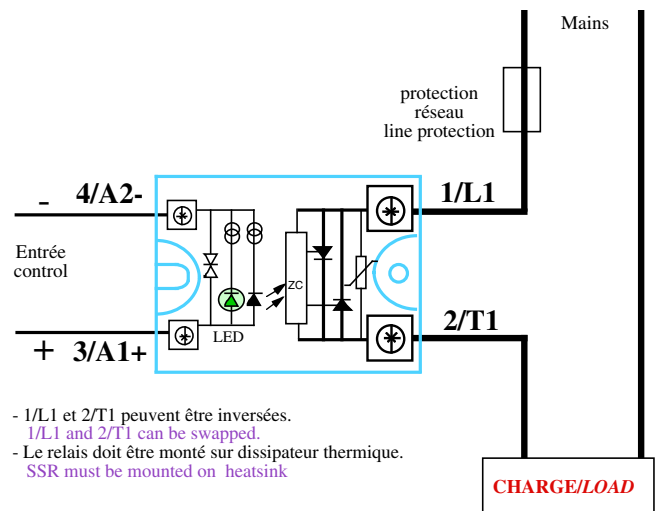 Mains
protection
réseau
line protection
- 4/A2-
1/L1
Entrée
control
ZC
LED
+ 3/A1+
2/T1
- 1/L1 et 2/T1 peuvent être inversées.
1/L1 and 2/T1 can be swapped.
- Le relais doit être monté sur dissipateur thermique.
SSR must be mounted on heatsink
CHARGE/LOAD